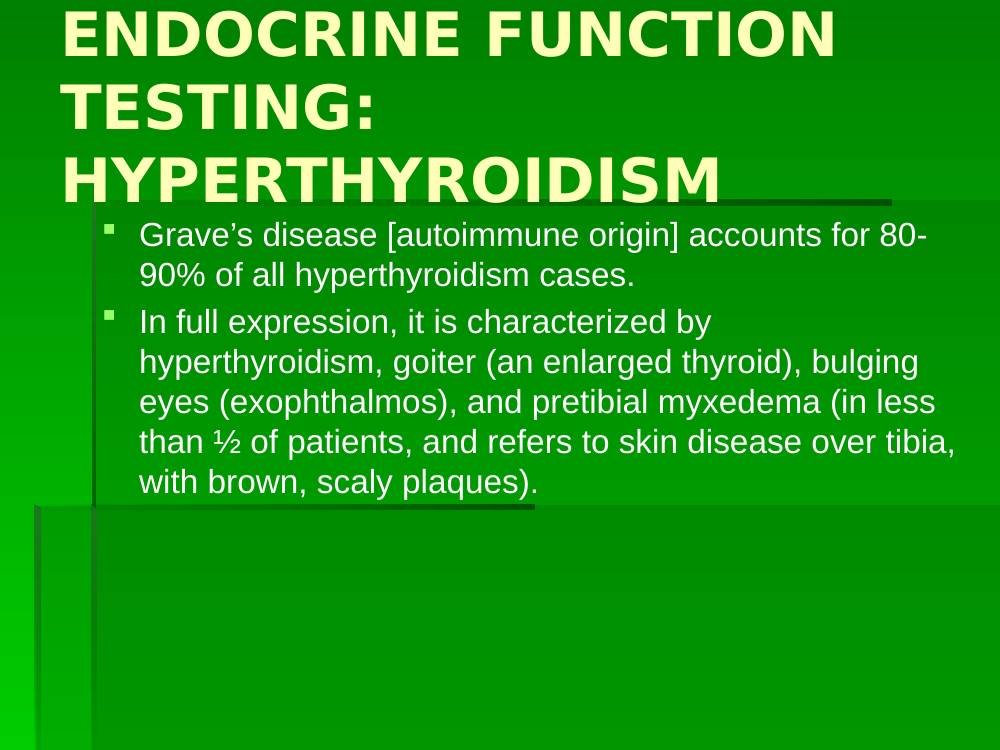 ENDOCRINE FUNCTION
TESTING:
HYPERTHYROIDISM
Grave’s disease [autoimmune origin] accounts for 80-
90% of all hyperthyroidism cases.
In full expression, it is characterized by
hyperthyroidism, goiter (an enlarged thyroid), bulging
eyes (exophthalmos), and pretibial myxedema (in less
than ½ of patients, and refers to skin disease over tibia,
with brown, scaly plaques).